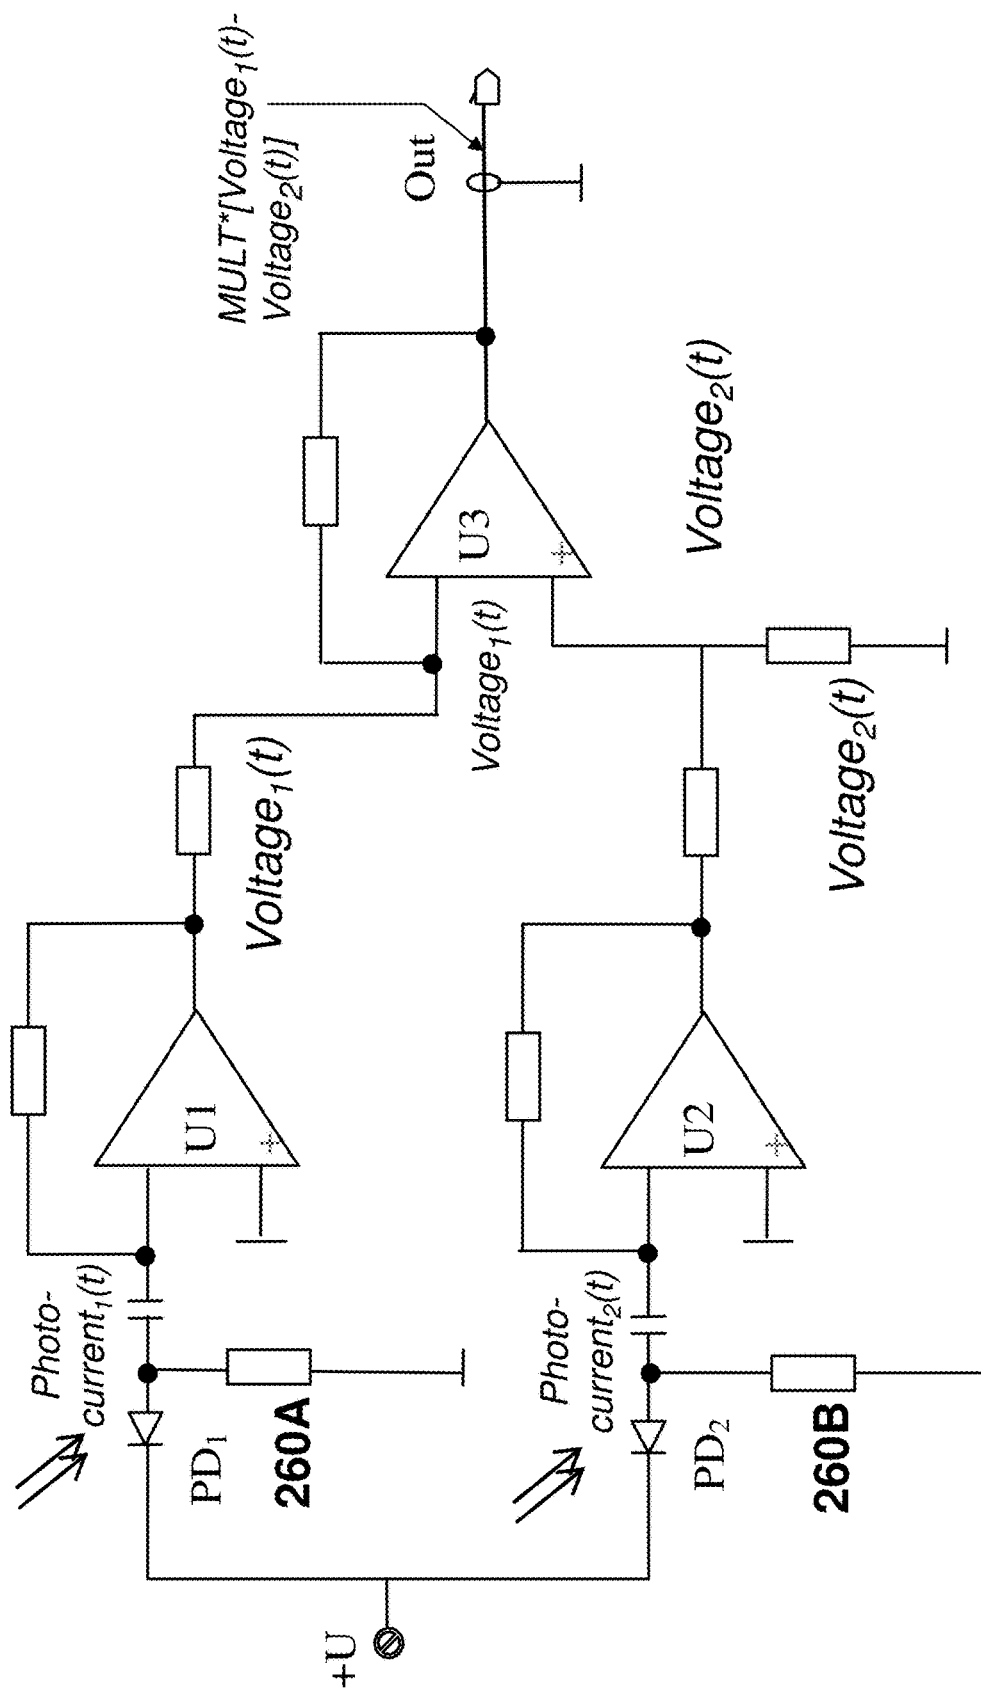 +U
Photo-
current₁(t)
PD₁
260A
U1
Voltage₁(t)
Photo-
current₂(t)
PD₂
260B
U2
Voltage₂(t)
Voltage₁(t)
U3
Voltage₂(t)
Out
MULT*[Voltage₁(t)-
Voltage₂(t)]
+
+
+